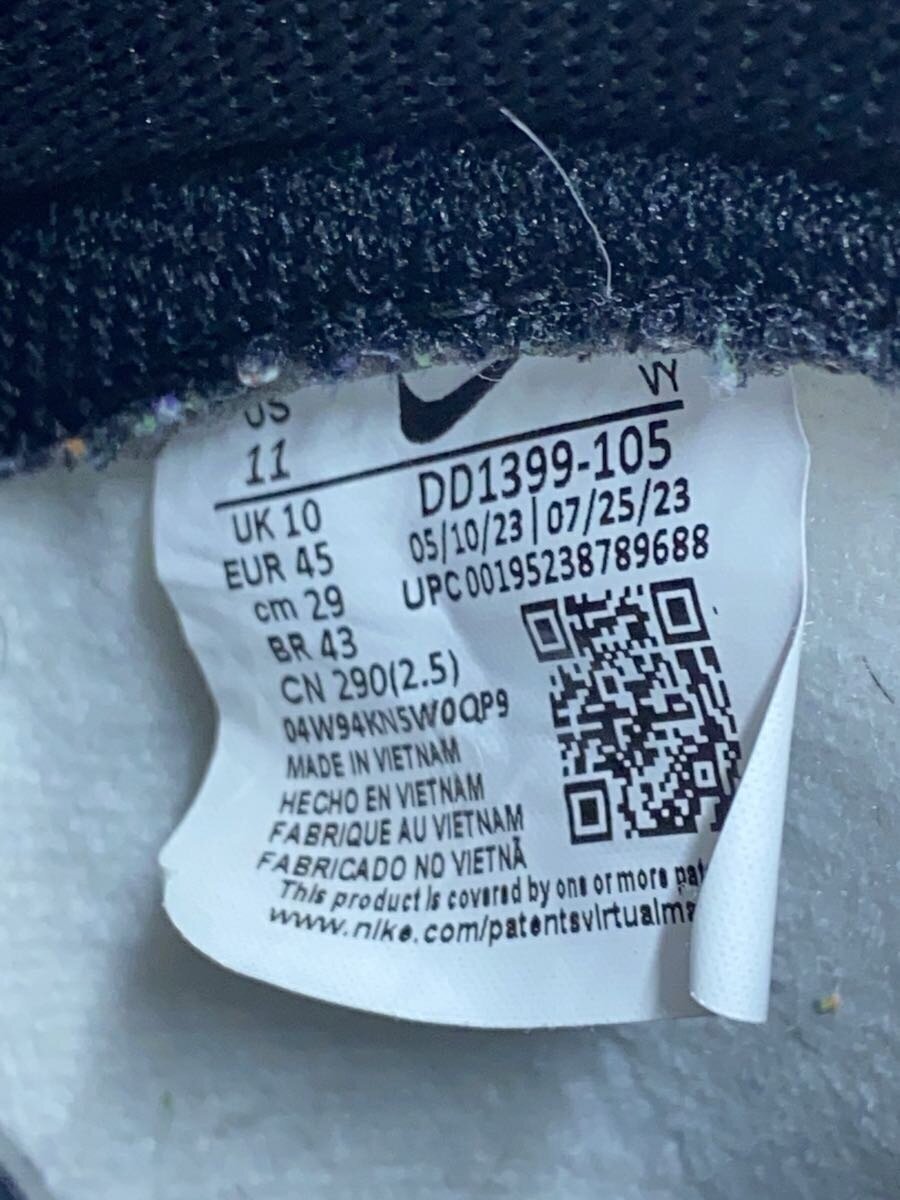 US VY
11 DD1399-105
UK 10 05/10/23 | 07/25/23
EUR 45 UPC 00195238789688
cm 29
BR 43
CN 290(2.5)
04W94KN5W0QP9
MADE IN VIETNAM
HECHO EN VIETNAM
FABRIQUE AU VIETNAM
FABRICADO NO VIETNÃ
This product is covered by one or more pat
www.nike.com/patentsvirtualma